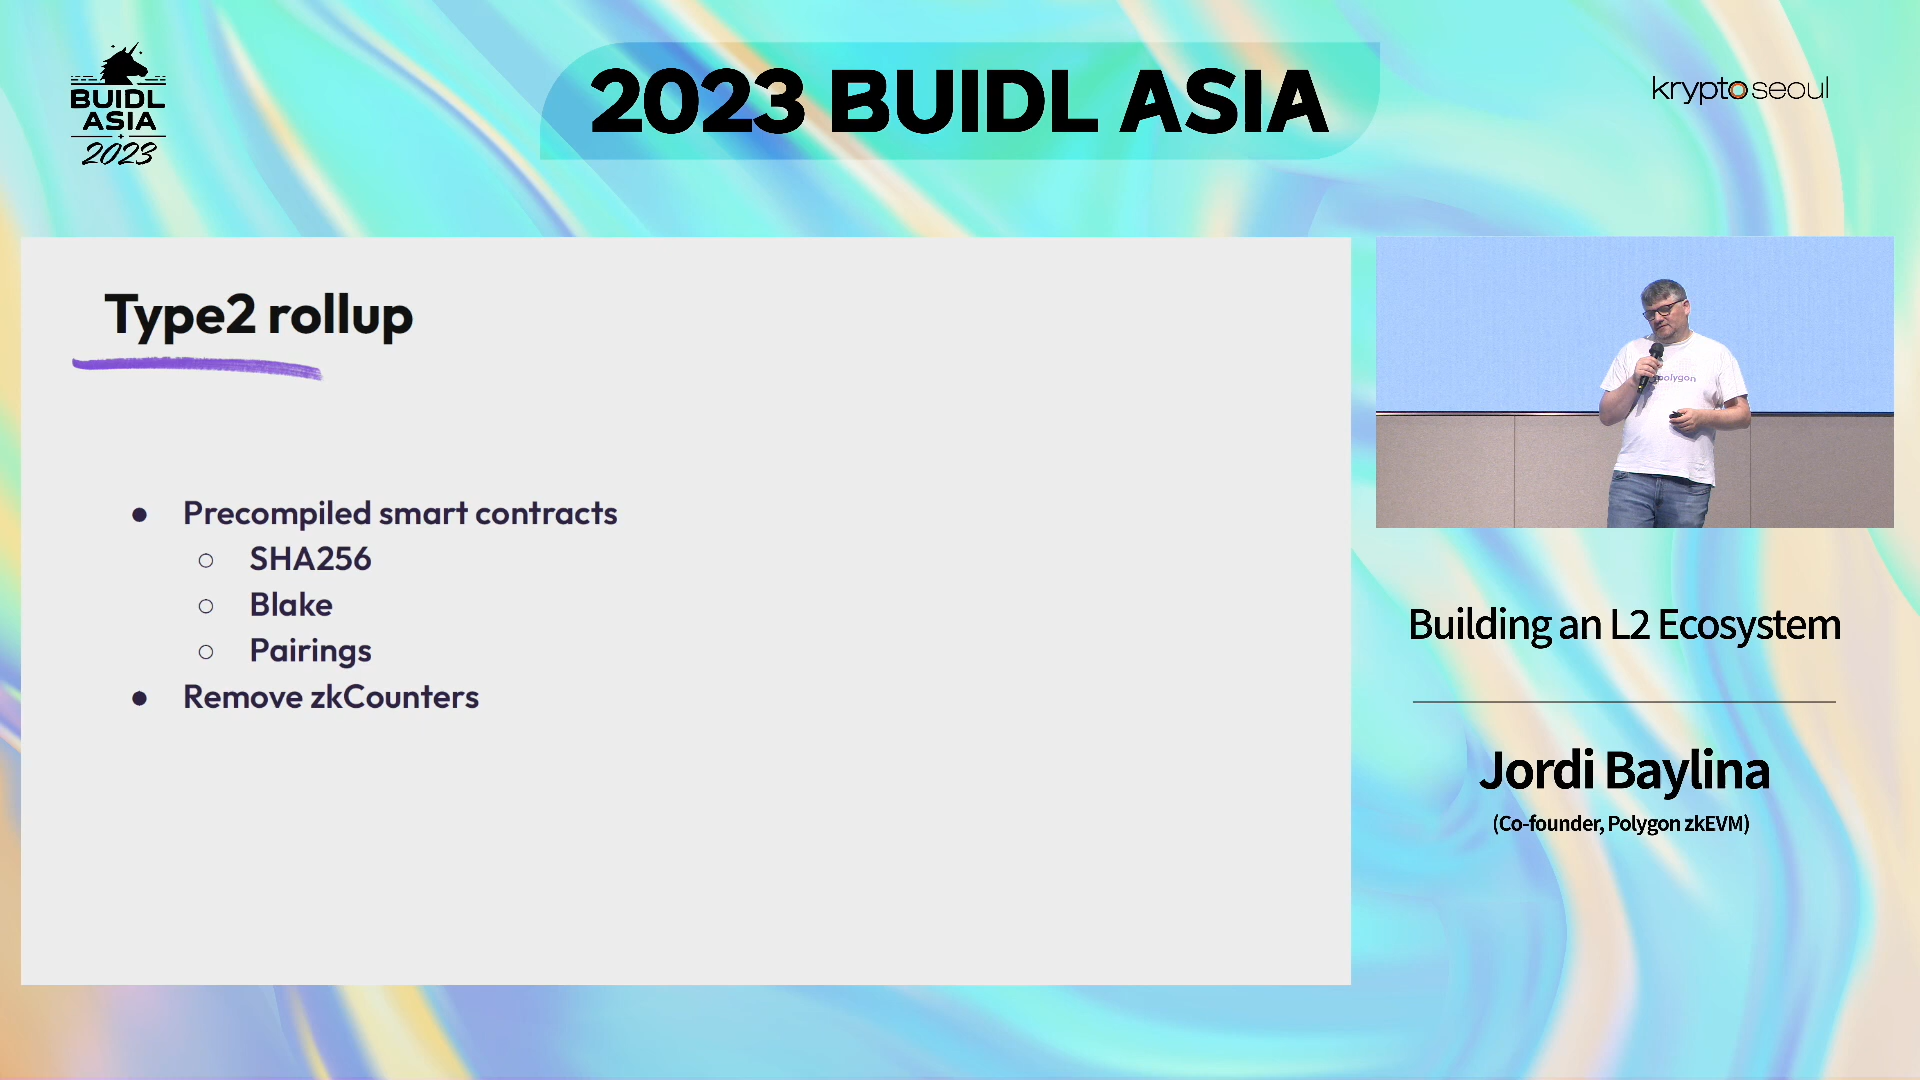 BUIDL
ASIA
2023
2023 BUIDL ASIA
kryptoseoul
Type2 rollup
● Precompiled smart contracts
○ SHA256
○ Blake
○ Pairings
● Remove zkCounters
polygon
Building an L2 Ecosystem
Jordi Baylina
(Co-founder, Polygon zkEVM)